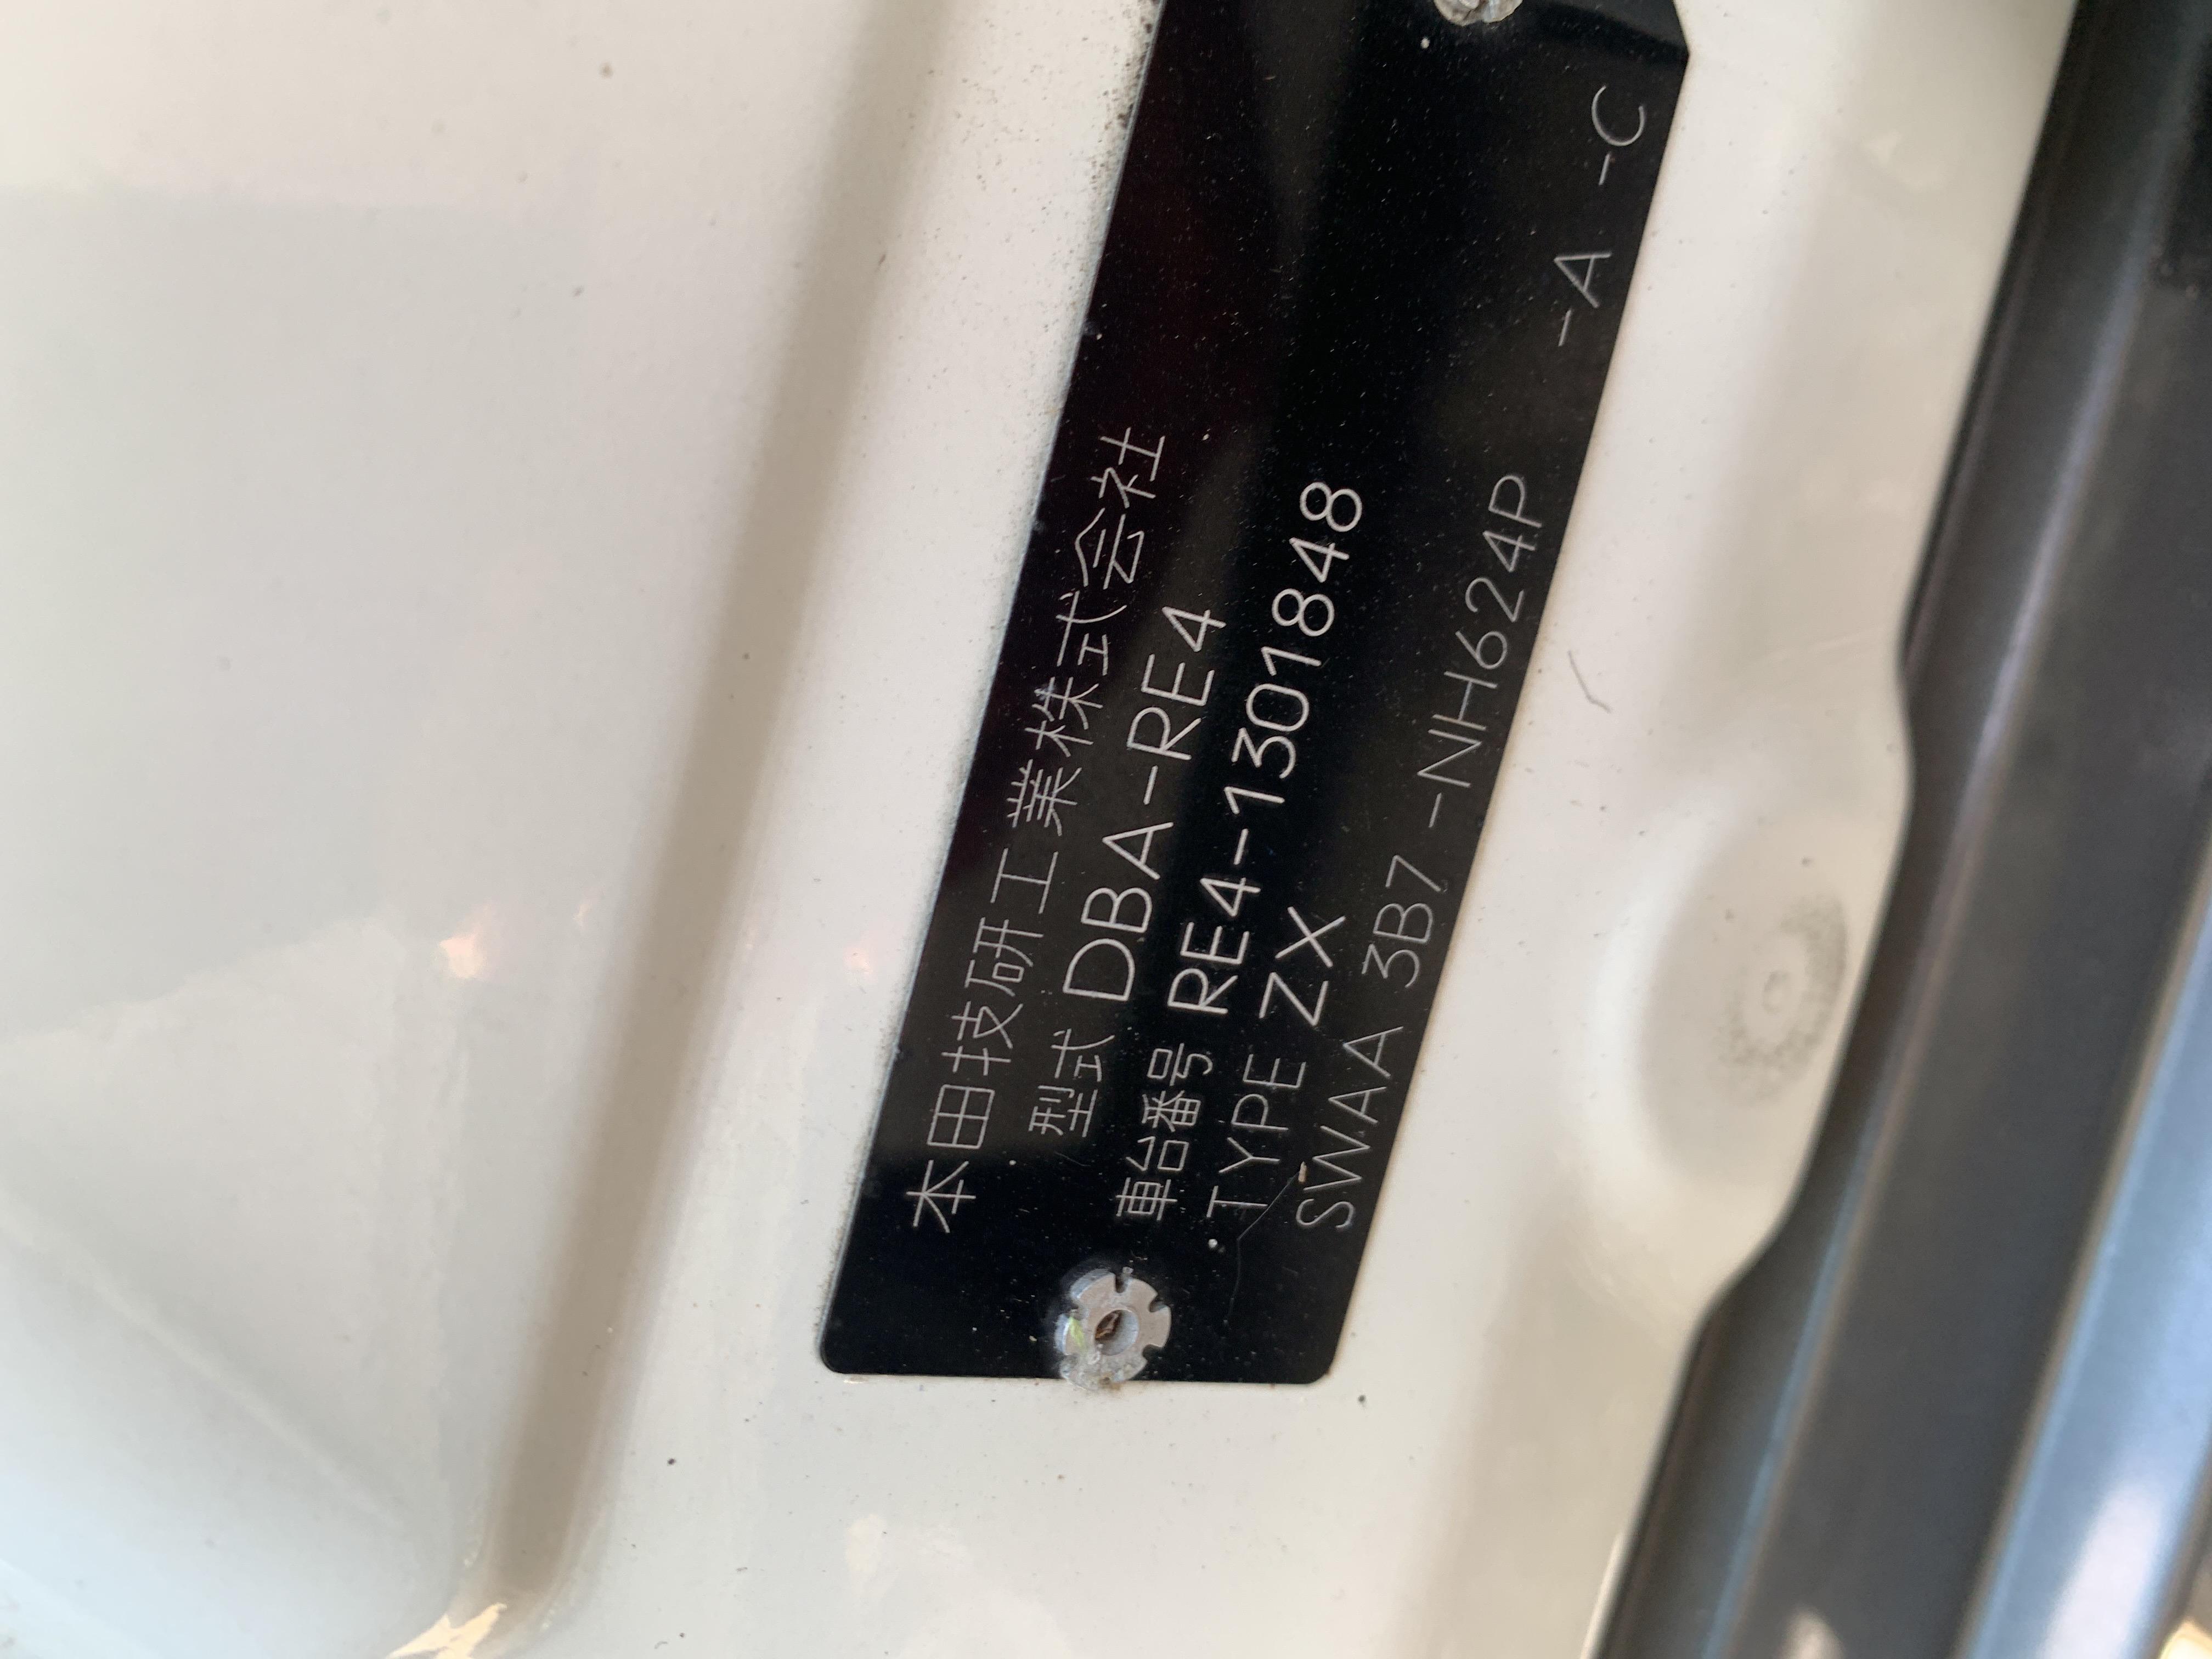 本田技研工業株式会社
型式 DBA-RE4
車台番号 RE4-1301848
TYPE ZX
SWAA 3B7 -NH624P -A -C